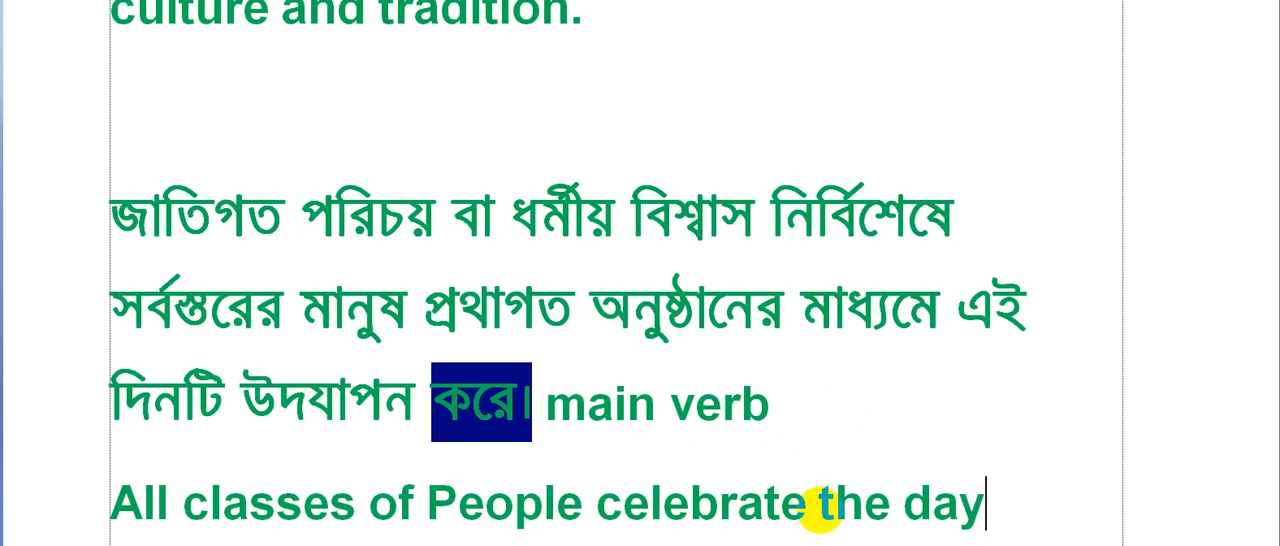 culture and tradition.
জাতিগত পরিচয় বা ধর্মীয় বিশ্বাস নির্বিশেষে
সর্বস্তরের মানুষ প্রথাগত অনুষ্ঠানের মাধ্যমে এই
দিনটি উদযাপন করে। main verb
All classes of People celebrate the day